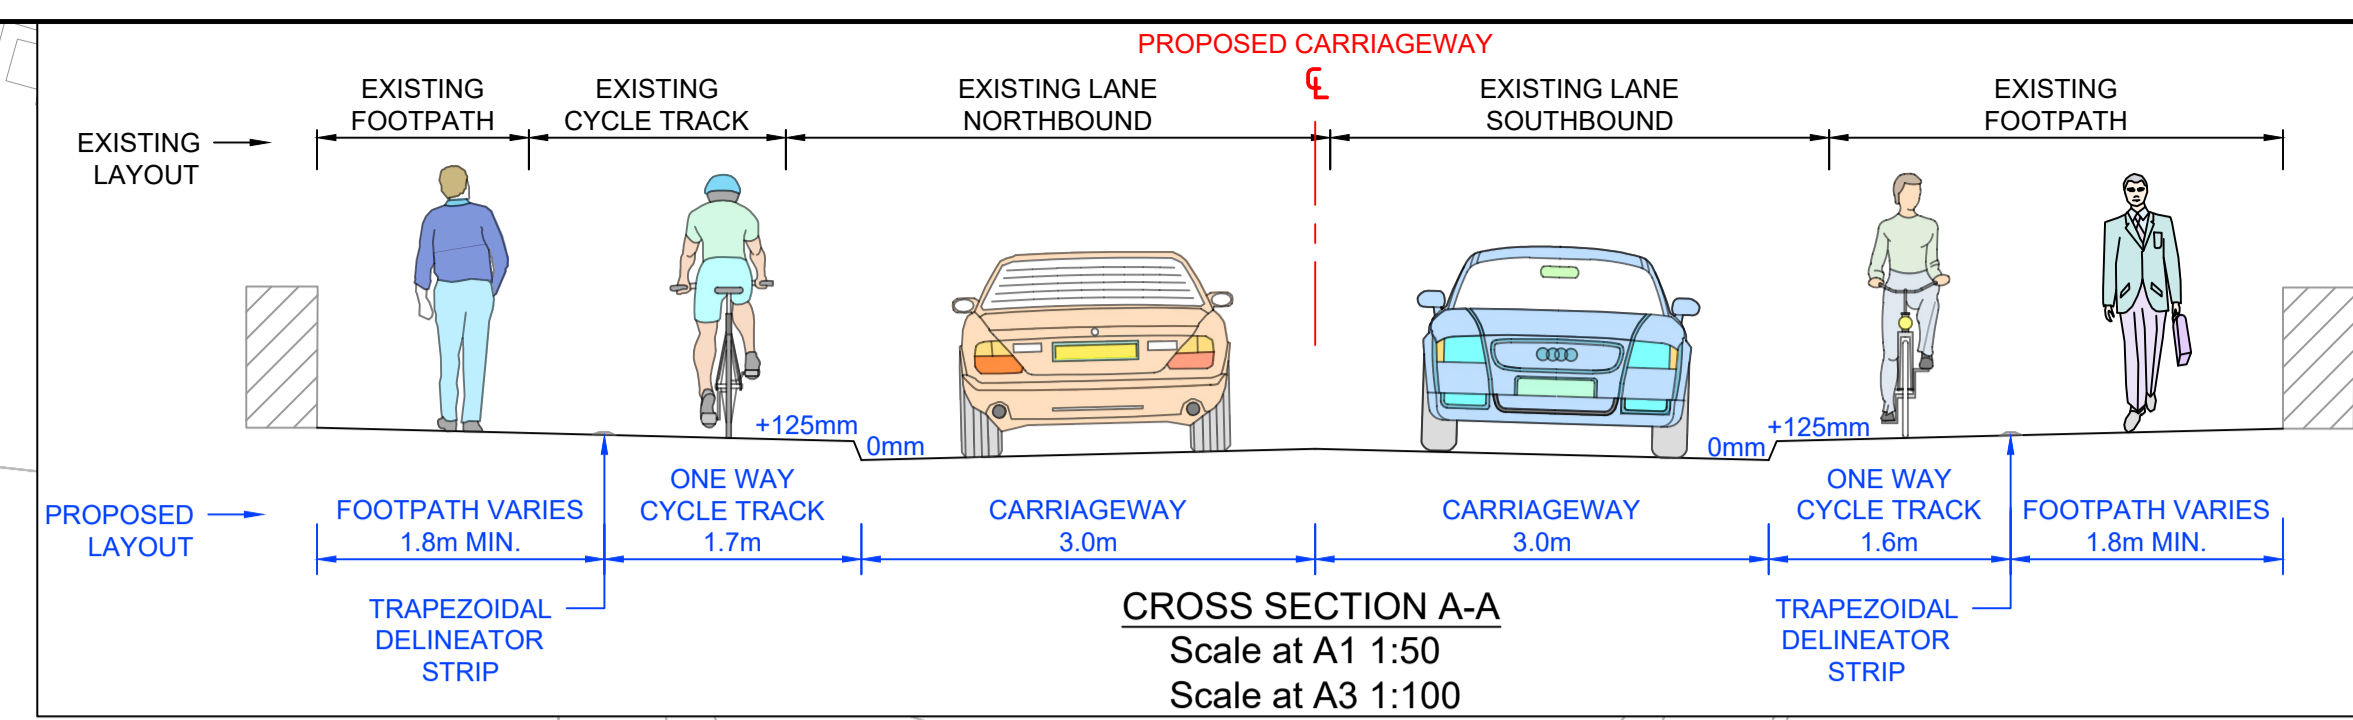 PROPOSED CARRIAGEWAY
℄
EXISTING
FOOTPATH
EXISTING
CYCLE TRACK
EXISTING LANE
NORTHBOUND
EXISTING LANE
SOUTHBOUND
EXISTING
FOOTPATH
EXISTING
LAYOUT
+125mm
0mm
0mm
+125mm
PROPOSED
LAYOUT
FOOTPATH VARIES
1.8m MIN.
ONE WAY
CYCLE TRACK
1.7m
CARRIAGEWAY
3.0m
CARRIAGEWAY
3.0m
ONE WAY
CYCLE TRACK
1.6m
FOOTPATH VARIES
1.8m MIN.
TRAPEZOIDAL
DELINEATOR
STRIP
TRAPEZOIDAL
DELINEATOR
STRIP
CROSS SECTION A-A
Scale at A1 1:50
Scale at A3 1:100